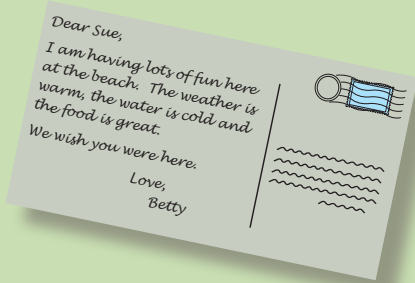 Dear Sue,
I am having lots of fun here
at the beach. The weather is
warm, the water is cold and
the food is great.
We wish you were here.
Love,
Betty